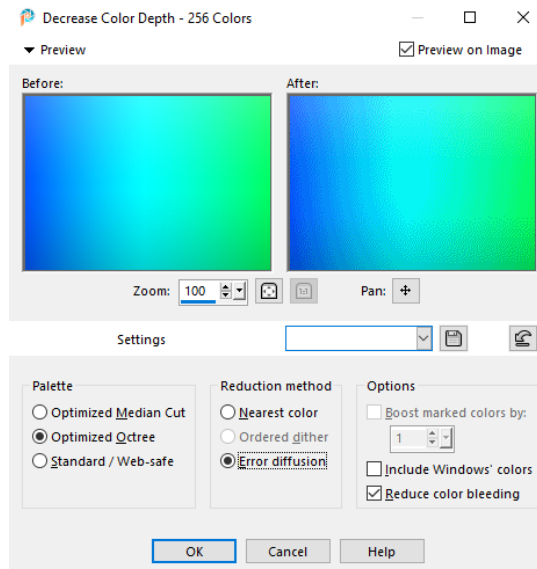 Decrease Color Depth - 256 Colors
Preview
Preview on Image
Before:
After:
Zoom: 100
Pan:
Settings
Palette
Optimized Median Cut
Optimized Octree
Standard / Web-safe
Reduction method
Nearest color
Ordered dither
Error diffusion
Options
Boost marked colors by:
1
Include Windows' colors
Reduce color bleeding
OK
Cancel
Help